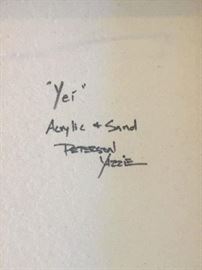 "Yei"
Acrylic + Sand
PETERSON
YAZZIE